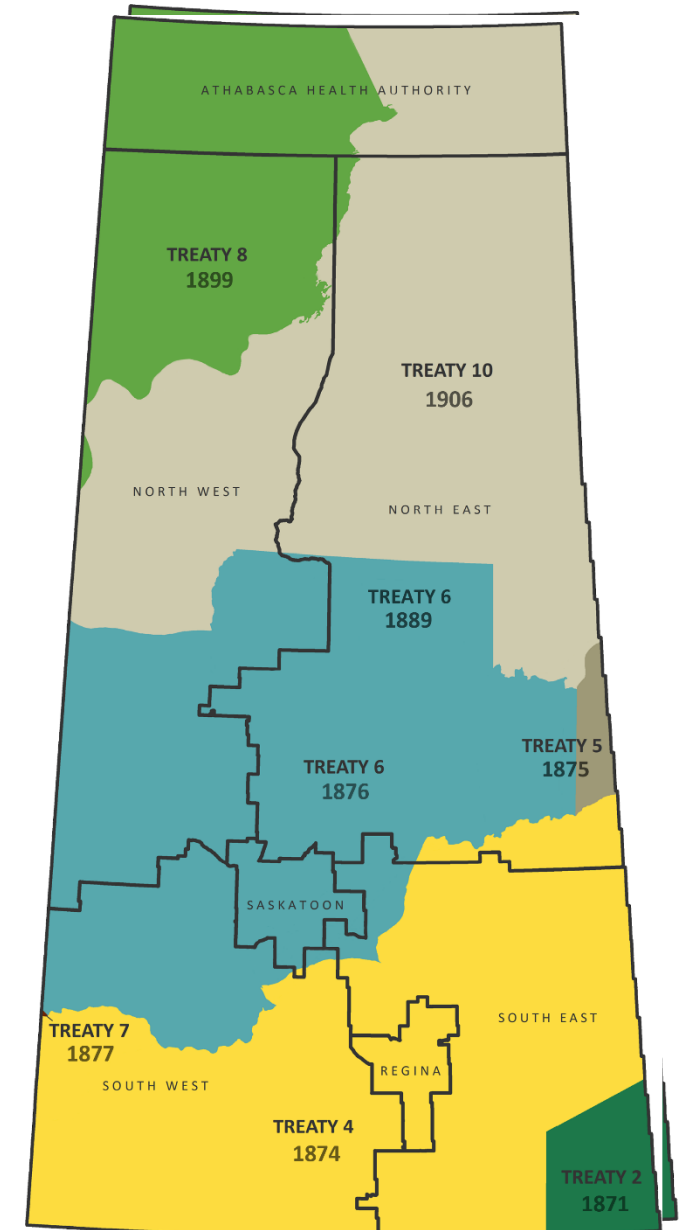 ATHABASCA HEALTH AUTHORITY
TREATY 8
1899
TREATY 10
1906
NORTH WEST
NORTH EAST
TREATY 6
1889
TREATY 5
1875
TREATY 6
1876
SASKATOON
SOUTH EAST
TREATY 7
1877
REGINA
SOUTH WEST
TREATY 4
1874
TREATY 2
1871